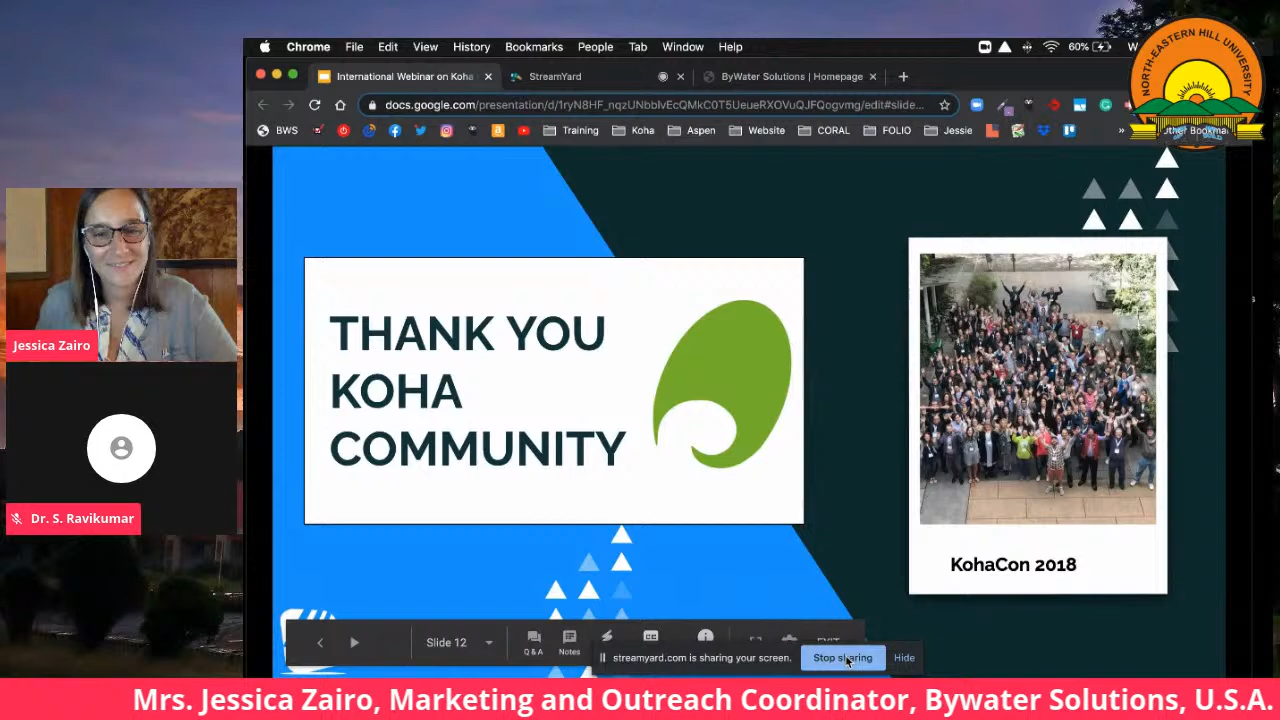 Chrome File Edit View History Bookmarks People Tab Window Help
60%
International Webinar on Koha
StreamYard
ByWater Solutions | Homepage
docs.google.com/presentation/d/1ryN8HF_nqzUNbblvEcQMkC0T5UeueRXOVuQJFQogvmg/edit#slide...
BWS Training Koha Aspen Website CORAL FOLIO Jessie » Other Bookmar
NORTH-EASTERN HILL UNIVERSITY
THANK YOU
KOHA
COMMUNITY
KohaCon 2018
Jessica Zairo
Dr. S. Ravikumar
Slide 12
Q & A
Notes
CC
EXIT
streamyard.com is sharing your screen.
Stop sharing
Hide
Mrs. Jessica Zairo, Marketing and Outreach Coordinator, Bywater Solutions, U.S.A.